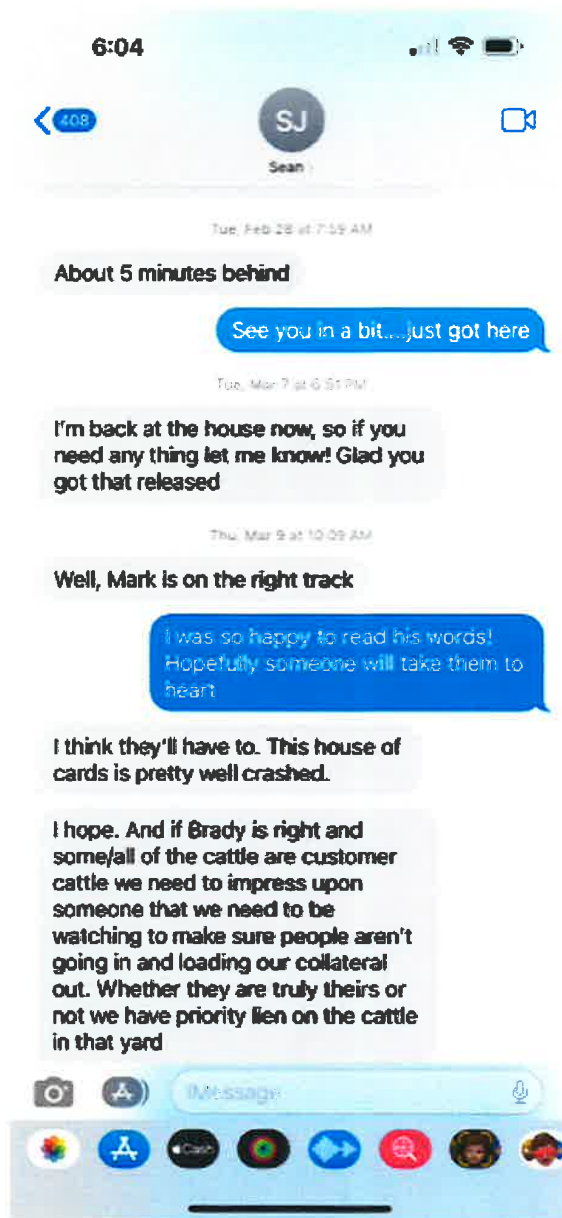 6:04
408
SJ
Sean
Tue, Feb 28 at 7:59 AM
About 5 minutes behind
See you in a bit....just got here
Tue, Mar 7 at 6:51 PM
I'm back at the house now, so if you
need any thing let me know! Glad you
got that released
Thu, Mar 9 at 10:09 AM
Well, Mark is on the right track
I was so happy to read his words!
Hopefully someone will take them to
heart
I think they'll have to. This house of
cards is pretty well crashed.
I hope. And if Brady is right and
some/all of the cattle are customer
cattle we need to impress upon
someone that we need to be
watching to make sure people aren't
going in and loading our collateral
out. Whether they are truly theirs or
not we have priority lien on the cattle
in that yard
iMessage
Cash